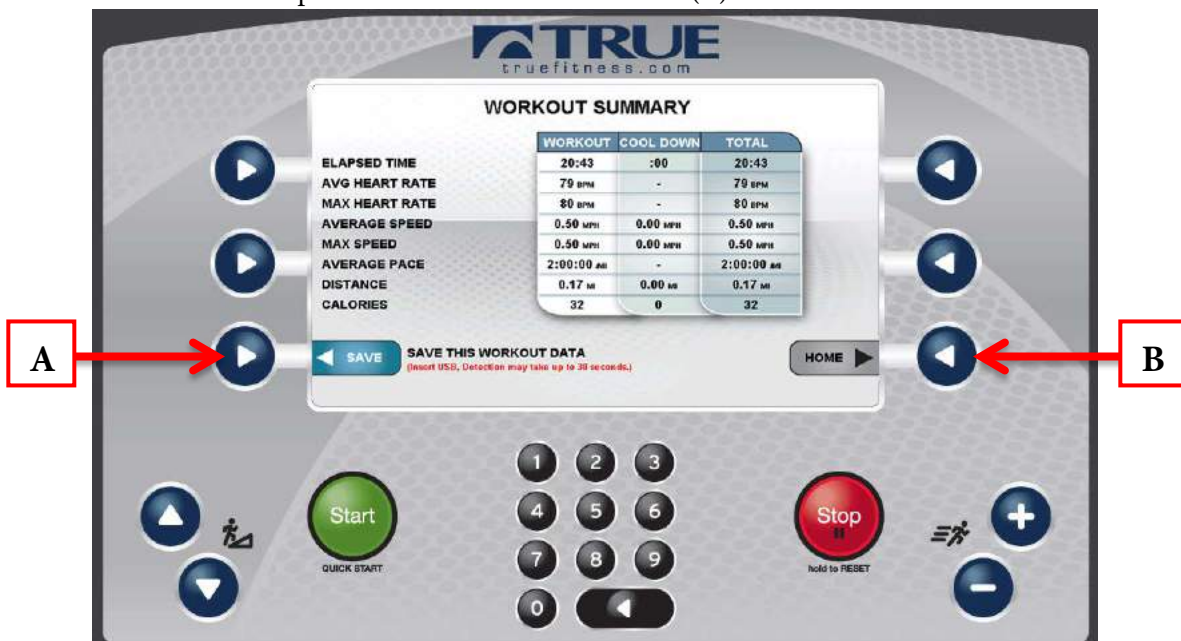 TRUE
truefitness.com
WORKOUT SUMMARY
WORKOUT COOL DOWN TOTAL
ELAPSED TIME 20:43 :00 20:43
AVG HEART RATE 79 BPM - 79 BPM
MAX HEART RATE 80 BPM - 80 BPM
AVERAGE SPEED 0.50 MPH 0.00 MPH 0.50 MPH
MAX SPEED 0.50 MPH 0.00 MPH 0.50 MPH
AVERAGE PACE 2:00:00 - 2:00:00
DISTANCE 0.17 MI 0.00 MI 0.17 MI
CALORIES 32 0 32
A
SAVE SAVE THIS WORKOUT DATA
(Insert USB, Detection may take up to 30 seconds.)
HOME
B
1 2 3
4 5 6
7 8 9
0
Start
QUICK START
Stop
hold to RESET